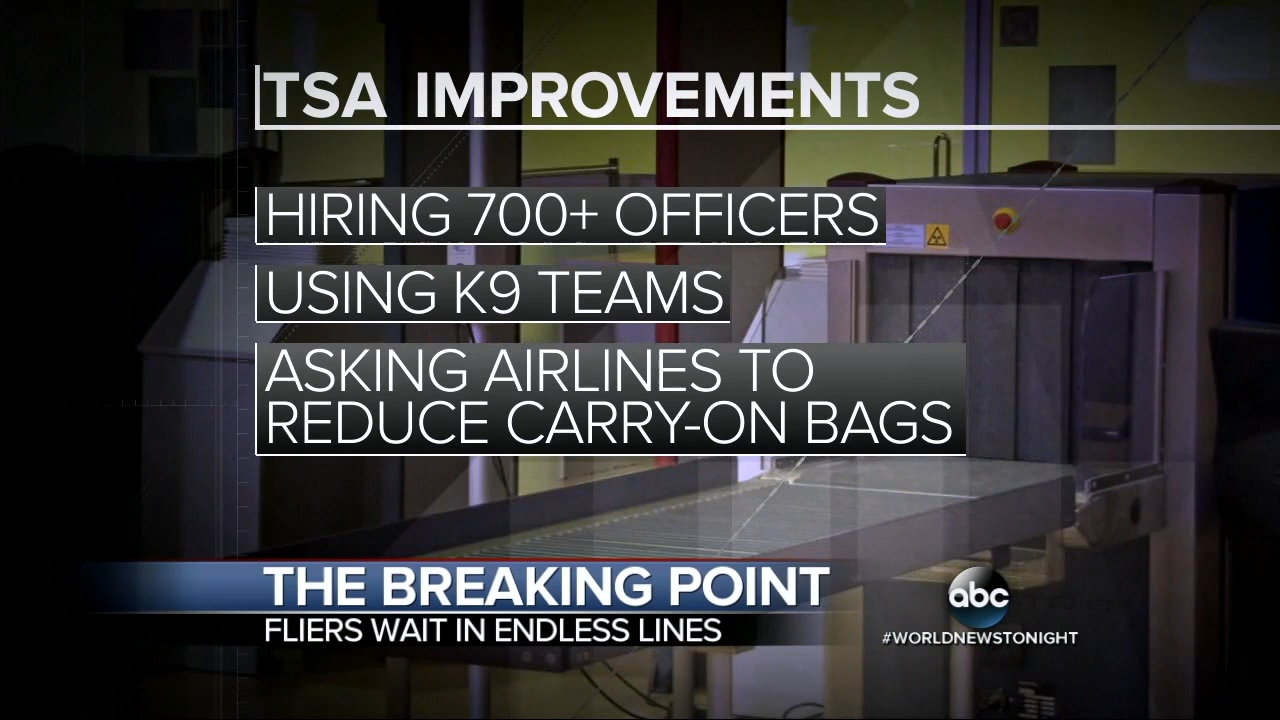 TSA IMPROVEMENTS
HIRING 700+ OFFICERS
USING K9 TEAMS
ASKING AIRLINES TO
REDUCE CARRY-ON BAGS
THE BREAKING POINT
FLIERS WAIT IN ENDLESS LINES
abc
#WORLDNEWSTONIGHT